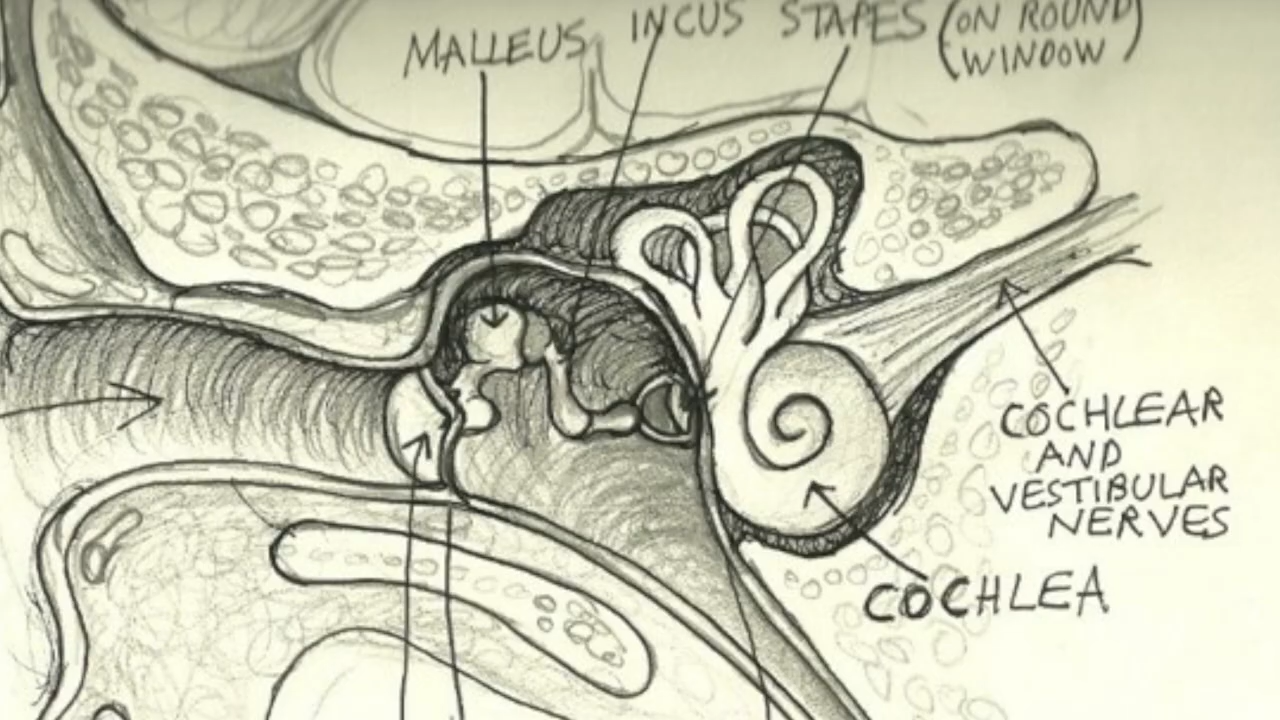 MALLEUS
INCUS
STAPES (ON ROUND
WINDOW)
COCHLEAR
AND
VESTIBULAR
NERVES
COCHLEA